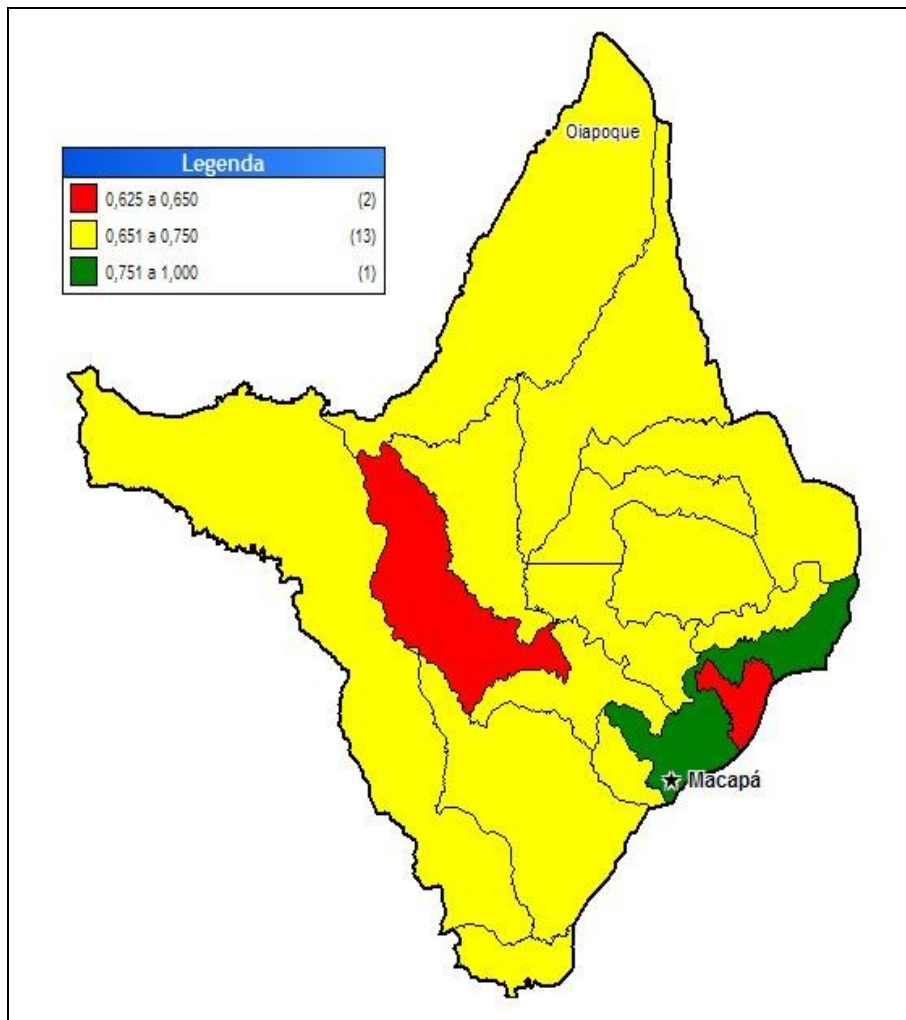 Oiapoque
Legenda
0,625 a 0,650 (2)
0,651 a 0,750 (13)
0,751 a 1,000 (1)
Macapá